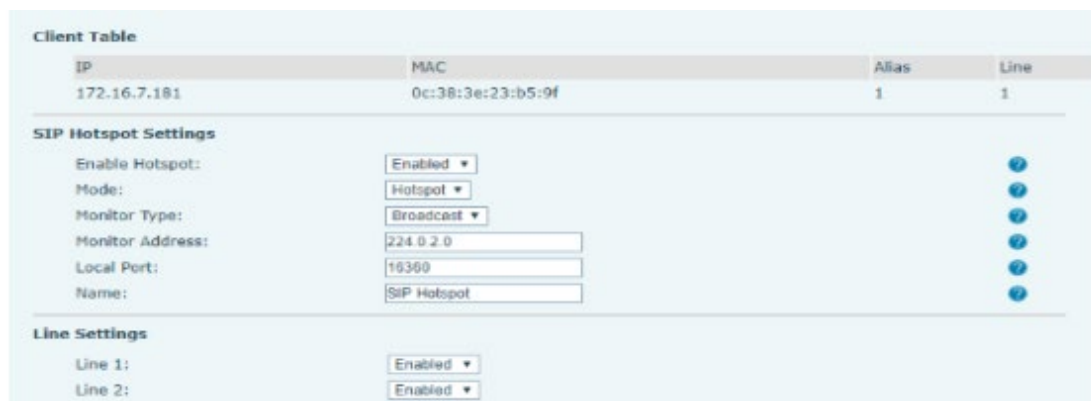 Client Table
IP MAC Alias Line
172.16.7.181 0c:38:3e:23:b5:9f 1 1
SIP Hotspot Settings
Enable Hotspot: Enabled
Mode: Hotspot
Monitor Type: Broadcast
Monitor Address: 224.0.2.0
Local Port: 16360
Name: SIP Hotspot
Line Settings
Line 1: Enabled
Line 2: Enabled